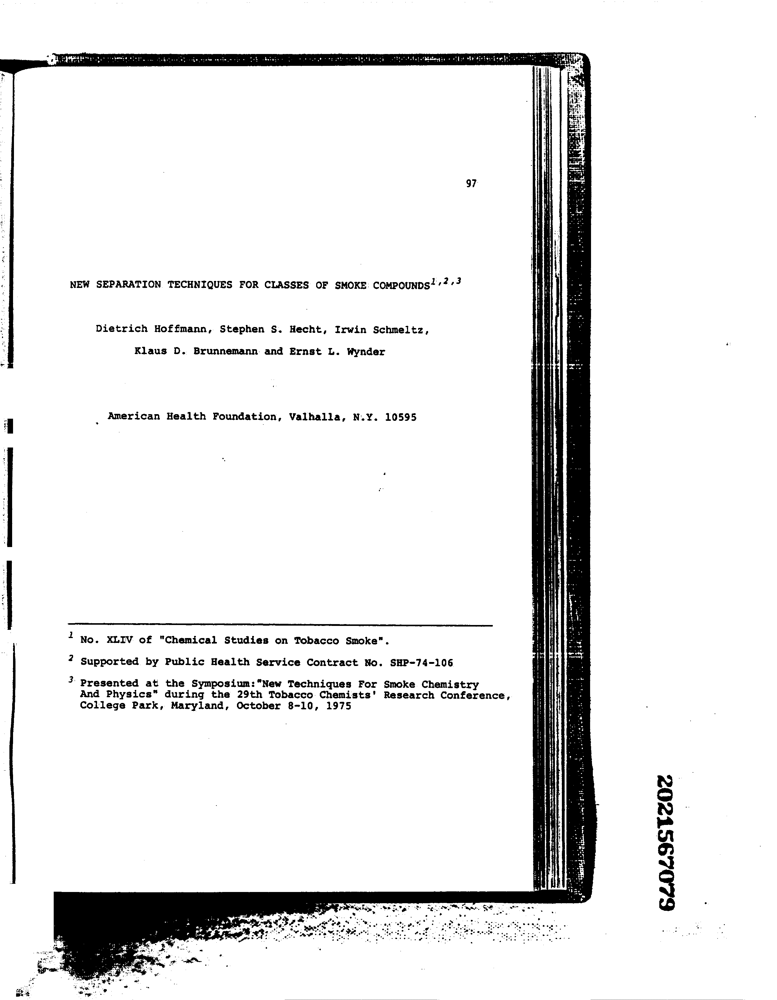 97
NEW SEPARATION TECHNIQUES FOR CLASSES OF SMOKE COMPOUNDS1,2,3
Dietrich Hoffmann, Stephen S. Hecht, Irwin Schmeltz,
Klaus D. Brunnemann and Ernst L. Wynder
American Health Foundation, Valhalla, N.Y. 10595
1 No. XLIV of "Chemical Studies on Tobacco Smoke".
2 Supported by Public Health Service Contract No. SHP-74-106
3 Presented at the Symposium:"New Techniques For Smoke Chemistry
And Physics" during the 29th Tobacco Chemists' Research Conference,
College Park, Maryland, October 8-10, 1975
2021567079